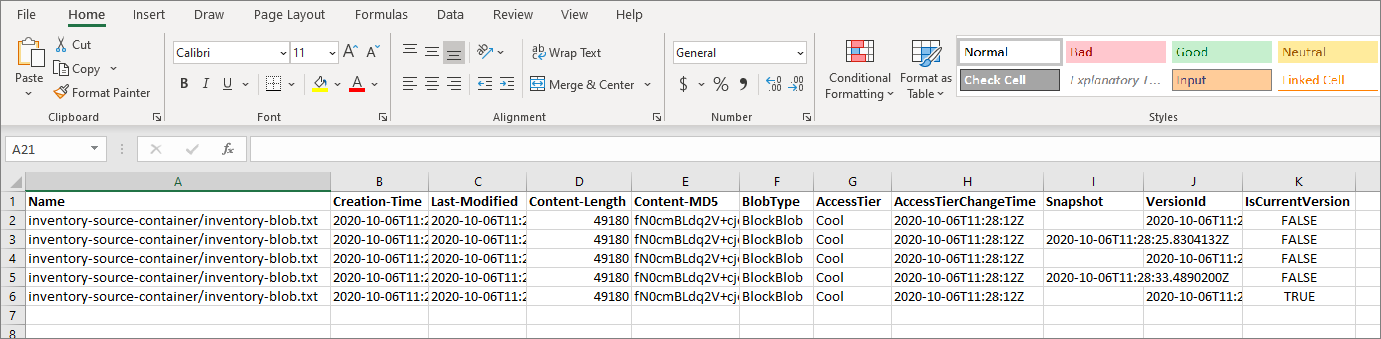 File Home Insert Draw Page Layout Formulas Data Review View Help
Paste
Cut
Copy
Format Painter
Clipboard
Calibri 11 A A
B I U A
Font
ab Wrap Text
Merge & Center
Alignment
General
$ % 9
Number
Conditional Formatting
Format as Table
Normal Bad Good Neutral
Check Cell Explanatory T... Input Linked Cell
Styles
A21 fx
A B C D E F G H I J K
1 Name Creation-Time Last-Modified Content-Length Content-MD5 BlobType AccessTier AccessTierChangeTime Snapshot VersionId IsCurrentVersion
2 inventory-source-container/inventory-blob.txt 2020-10-06T11:2 2020-10-06T11:2 49180 fN0cmBLdq2V+cj BlockBlob Cool 2020-10-06T11:28:12Z 2020-10-06T11:2 FALSE
3 inventory-source-container/inventory-blob.txt 2020-10-06T11:2 2020-10-06T11:2 49180 fN0cmBLdq2V+cj BlockBlob Cool 2020-10-06T11:28:12Z 2020-10-06T11:28:25.8304132Z FALSE
4 inventory-source-container/inventory-blob.txt 2020-10-06T11:2 2020-10-06T11:2 49180 fN0cmBLdq2V+cj BlockBlob Cool 2020-10-06T11:28:12Z 2020-10-06T11:2 FALSE
5 inventory-source-container/inventory-blob.txt 2020-10-06T11:2 2020-10-06T11:2 49180 fN0cmBLdq2V+cj BlockBlob Cool 2020-10-06T11:28:12Z 2020-10-06T11:28:33.4890200Z FALSE
6 inventory-source-container/inventory-blob.txt 2020-10-06T11:2 2020-10-06T11:2 49180 fN0cmBLdq2V+cj BlockBlob Cool 2020-10-06T11:28:12Z 2020-10-06T11:2 TRUE
7
8